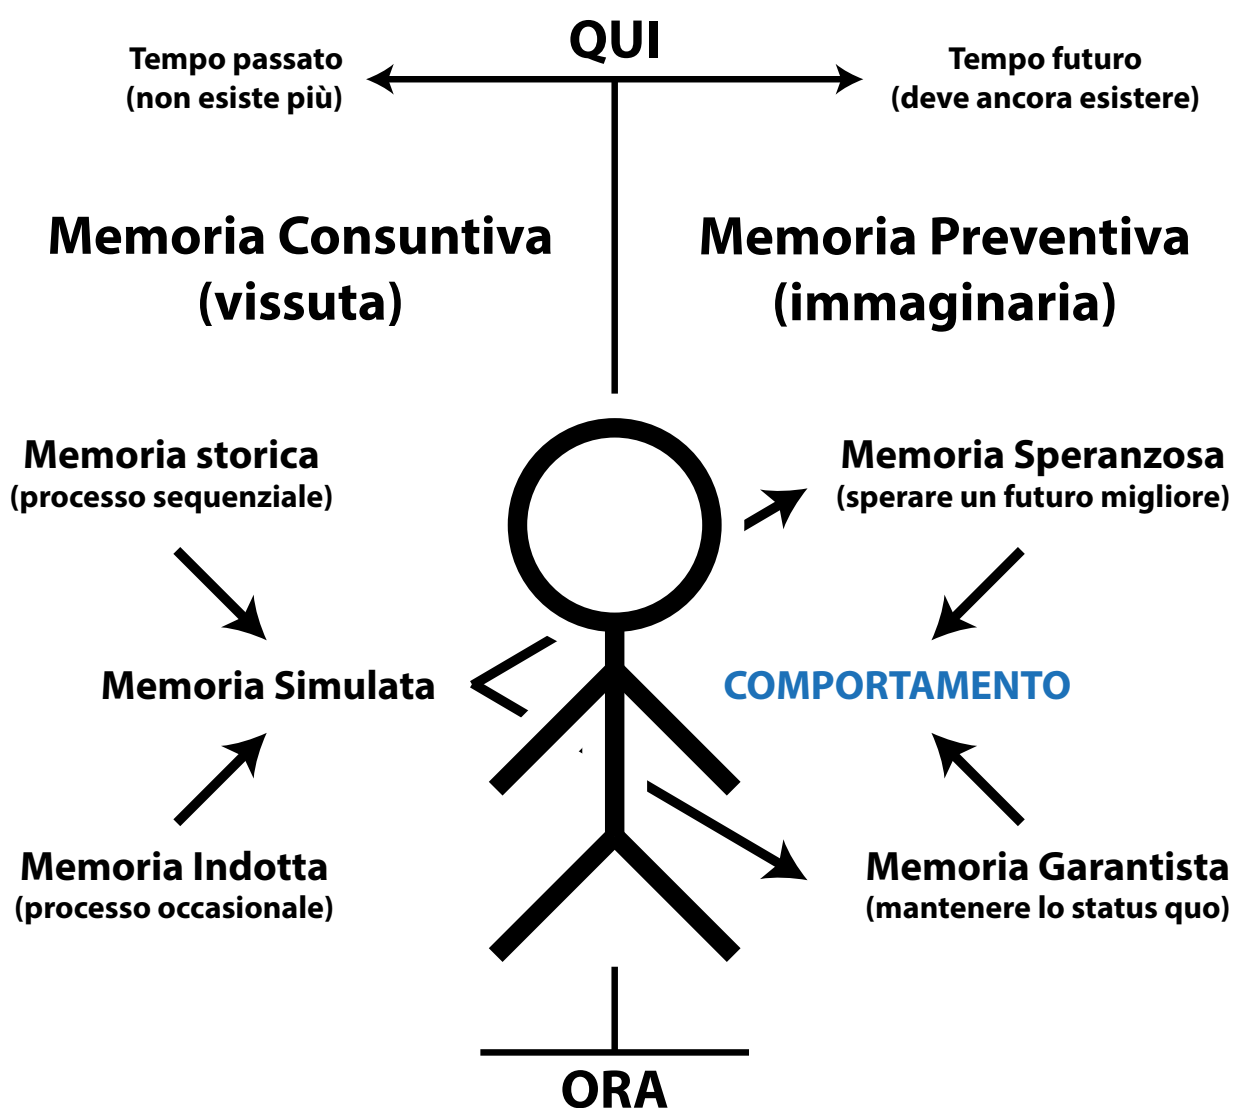 QUI
Tempo passato
(non esiste più)
Tempo futuro
(deve ancora esistere)
Memoria Consuntiva
(vissuta)
Memoria Preventiva
(immaginaria)
Memoria storica
(processo sequenziale)
Memoria Speranzosa
(sperare un futuro migliore)
Memoria Simulata
COMPORTAMENTO
Memoria Indotta
(processo occasionale)
Memoria Garantista
(mantenere lo status quo)
ORA